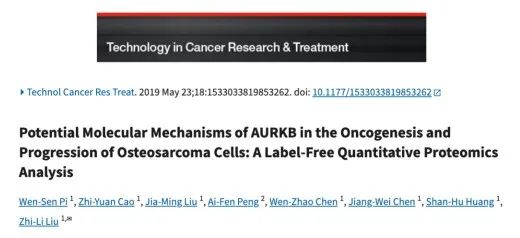 Technology in Cancer Research & Treatment
Technol Cancer Res Treat. 2019 May 23;18:1533033819853262. doi: 10.1177/1533033819853262
Potential Molecular Mechanisms of AURKB in the Oncogenesis and
Progression of Osteosarcoma Cells: A Label-Free Quantitative Proteomics
Analysis
Wen-Sen Pi 1, Zhi-Yuan Cao 1, Jia-Ming Liu 1, Ai-Fen Peng 2, Wen-Zhao Chen 1, Jiang-Wei Chen 1, Shan-Hu Huang 1,
Zhi-Li Liu 1,✉